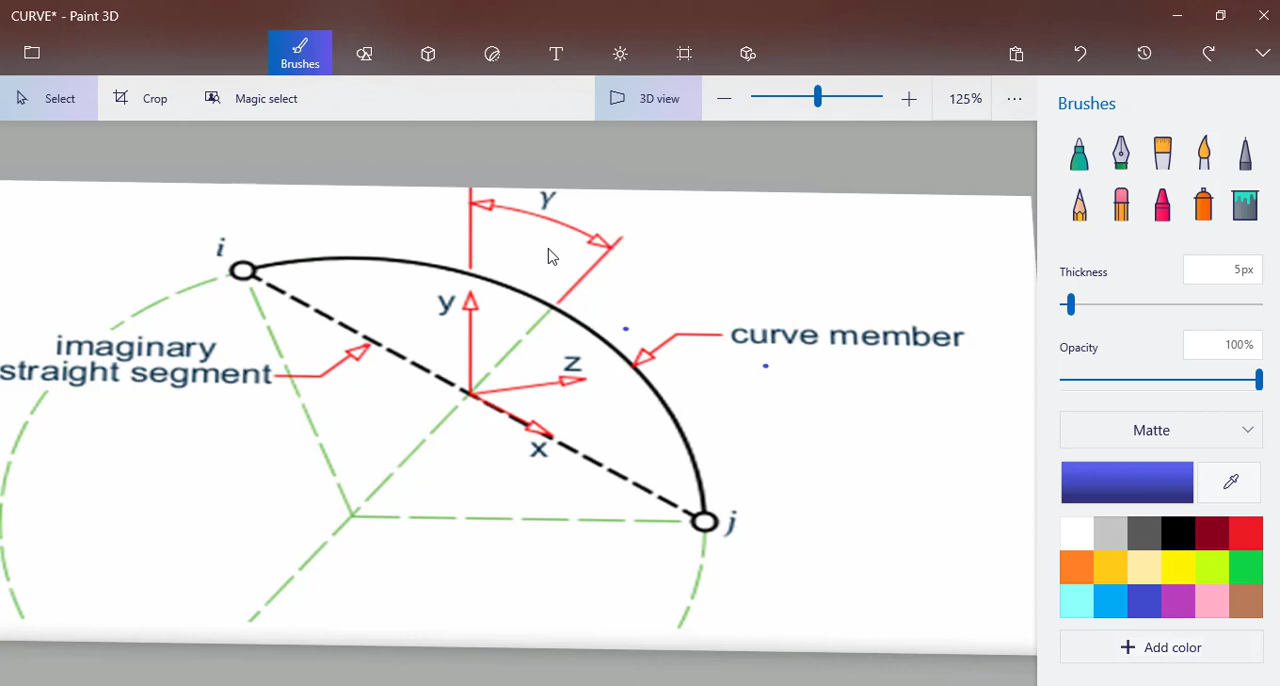 CURVE* - Paint 3D
Brushes
Select
Crop
Magic select
3D view
125%
Brushes
Thickness
5px
Opacity
100%
Matte
Add color
γ
i
y
imaginary
straight segment
z
curve member
x
j